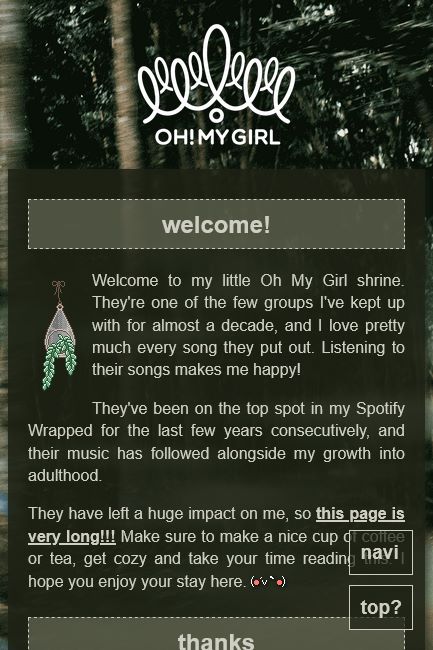 OH! MY GIRL
welcome!
Welcome to my little Oh My Girl shrine.
They're one of the few groups I've kept up
with for almost a decade, and I love pretty
much every song they put out. Listening to
their songs makes me happy!
They've been on the top spot in my Spotify
Wrapped for the last few years consecutively, and
their music has followed alongside my growth into
adulthood.
They have left a huge impact on me, so this page is
very long!!! Make sure to make a nice cup of coffee
or tea, get cozy and take your time reading this. I
hope you enjoy your stay here.
navi
top?
thanks